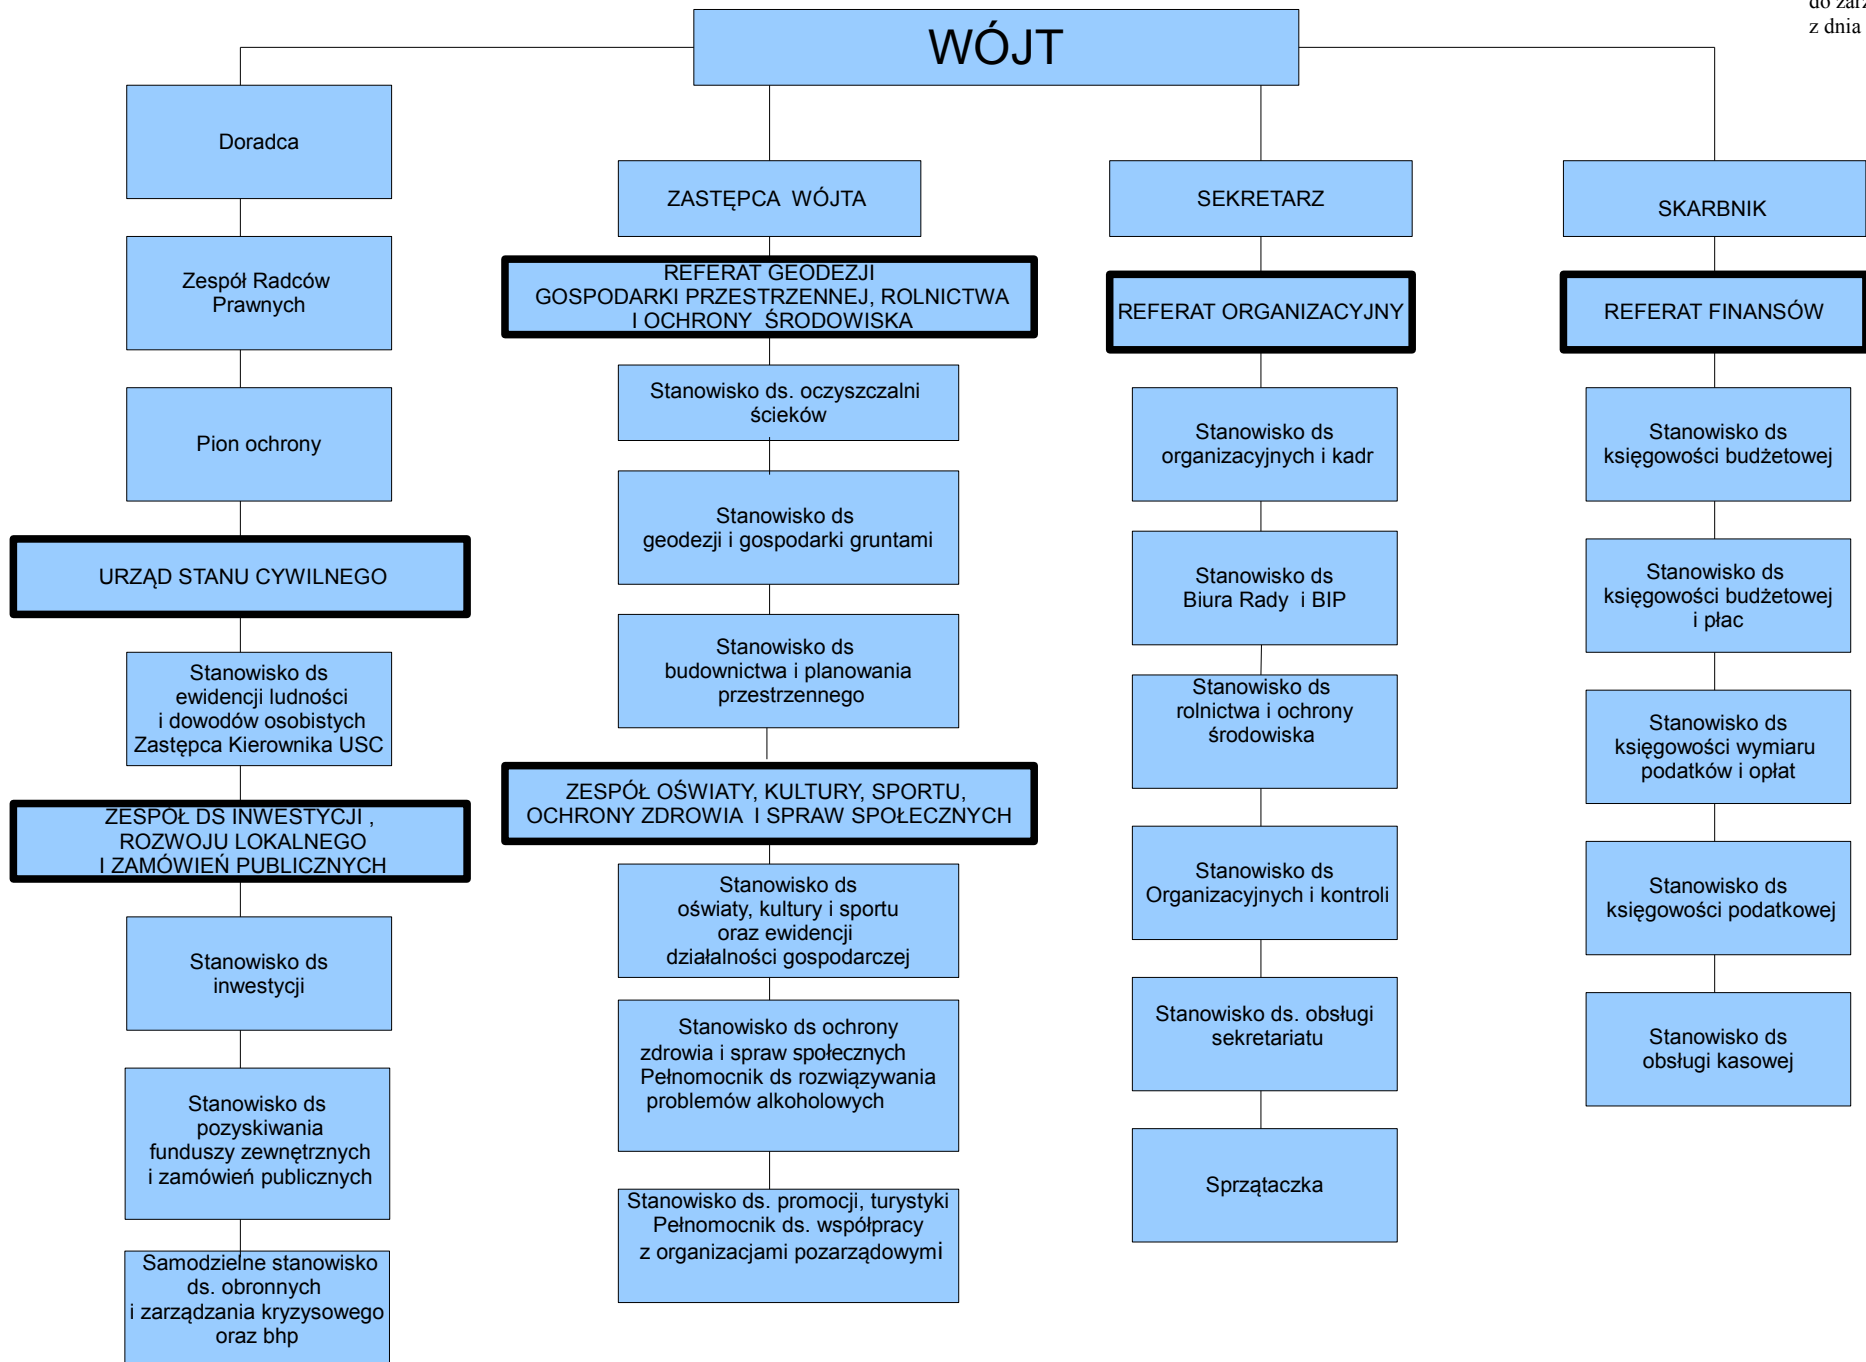 do zarz
z dnia
WÓJT
Doradca
Zespół Radców
Prawnych
Pion ochrony
URZĄD STANU CYWILNEGO
Stanowisko ds
ewidencji ludności
i dowodów osobistych
Zastępca Kierownika USC
ZESPÓŁ DS INWESTYCJI ,
ROZWOJU LOKALNEGO
I ZAMÓWIEŃ PUBLICZNYCH
Stanowisko ds
inwestycji
Stanowisko ds
pozyskiwania
funduszy zewnętrznych
i zamówień publicznych
Samodzielne stanowisko
ds. obronnych
i zarządzania kryzysowego
oraz bhp
ZASTĘPCA WÓJTA
REFERAT GEODEZJI
GOSPODARKI PRZESTRZENNEJ, ROLNICTWA
I OCHRONY ŚRODOWISKA
Stanowisko ds. oczyszczalni
ścieków
Stanowisko ds
geodezji i gospodarki gruntami
Stanowisko ds
budownictwa i planowania
przestrzennego
ZESPÓŁ OŚWIATY, KULTURY, SPORTU,
OCHRONY ZDROWIA I SPRAW SPOŁECZNYCH
Stanowisko ds
oświaty, kultury i sportu
oraz ewidencji
działalności gospodarczej
Stanowisko ds ochrony
zdrowia i spraw społecznych
Pełnomocnik ds rozwiązywania
problemów alkoholowych
Stanowisko ds. promocji, turystyki
Pełnomocnik ds. współpracy
z organizacjami pozarządowymi
SEKRETARZ
REFERAT ORGANIZACYJNY
Stanowisko ds
organizacyjnych i kadr
Stanowisko ds
Biura Rady i BIP
Stanowisko ds
rolnictwa i ochrony
środowiska
Stanowisko ds
Organizacyjnych i kontroli
Stanowisko ds. obsługi
sekretariatu
Sprzątaczka
SKARBNIK
REFERAT FINANSÓW
Stanowisko ds
księgowości budżetowej
Stanowisko ds
księgowości budżetowej
i płac
Stanowisko ds
księgowości wymiaru
podatków i opłat
Stanowisko ds
księgowości podatkowej
Stanowisko ds
obsługi kasowej